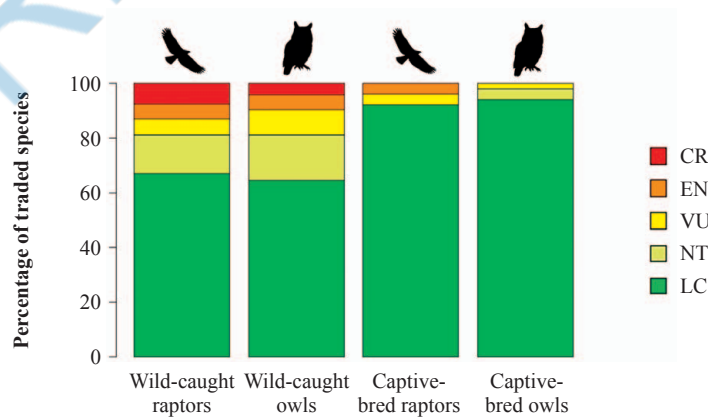 Percentage of traded species
100
80
60
40
20
0
Wild-caught
raptors
Wild-caught
owls
Captive-
bred raptors
Captive-
bred owls
CR
EN
VU
NT
LC